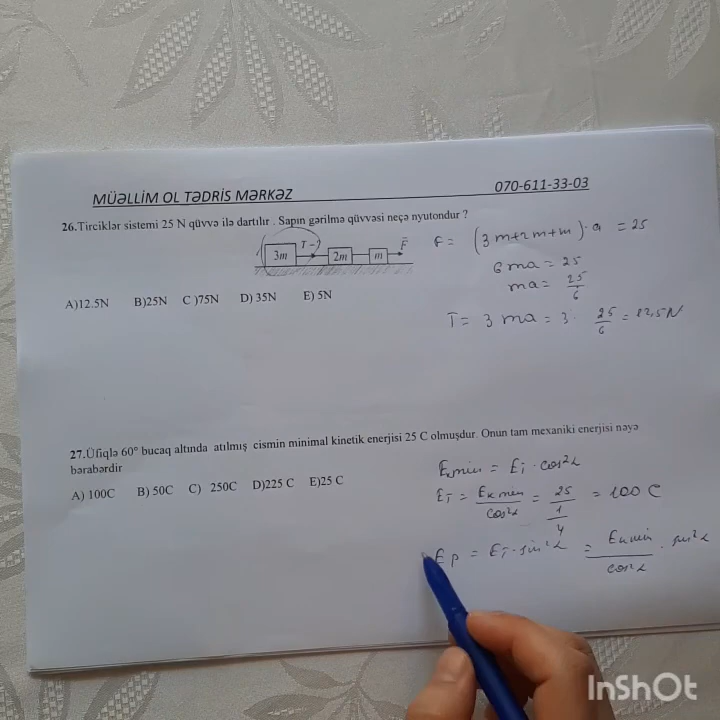 MÜƏLLİM OL TƏDRİS MƏRKƏZ 070-611-33-03
26.Tirciklər sistemi 25 N qüvvə ilə dartılır . Sapın gərilmə qüvvəsi neçə nyutondur ?
T-?
F
3m 2m m
A)12.5N B)25N C )75N D) 35N E) 5N
F = (3m+2m+m)·a = 25
6ma = 25
ma = 25/6
T = 3ma = 3· 25/6 = 12,5N
27.Üfiqlə 60° bucaq altında atılmış cismin minimal kinetik enerjisi 25 C olmuşdur. Onun tam mexaniki enerjisi nəyə
bərabərdir
A) 100C B) 50C C) 250C D)225 C E)25 C
Ekmin = ET · cos²α
ET = Ekmin/cos²α = 25/(1/4) = 100 C
Ep = ET·sin²α = Ekmin/cos²α · sin²α
InShOt